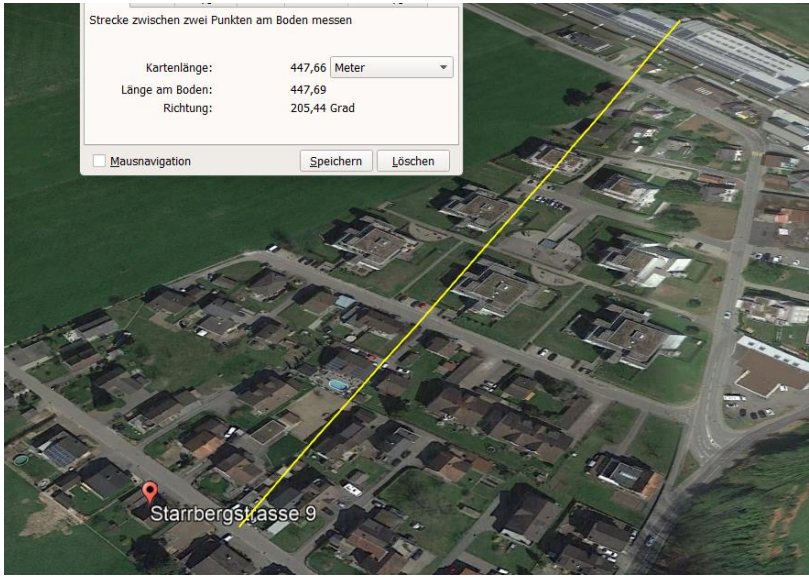 Strecke zwischen zwei Punkten am Boden messen
Kartenlänge: 447,66 Meter
Länge am Boden: 447,69
Richtung: 205,44 Grad
Mausnavigation Speichern Löschen
Starrbergstrasse 9